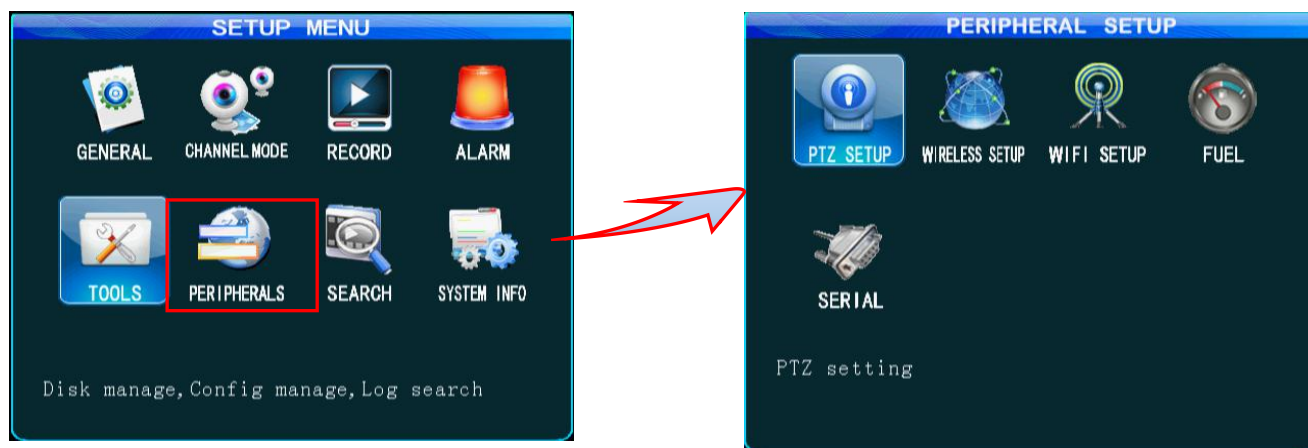 SETUP MENU
GENERAL CHANNEL MODE RECORD ALARM
TOOLS PERIPHERALS SEARCH SYSTEM INFO
Disk manage,Config manage,Log search
PERIPHERAL SETUP
PTZ SETUP WIRELESS SETUP WIFI SETUP FUEL
SERIAL
PTZ setting